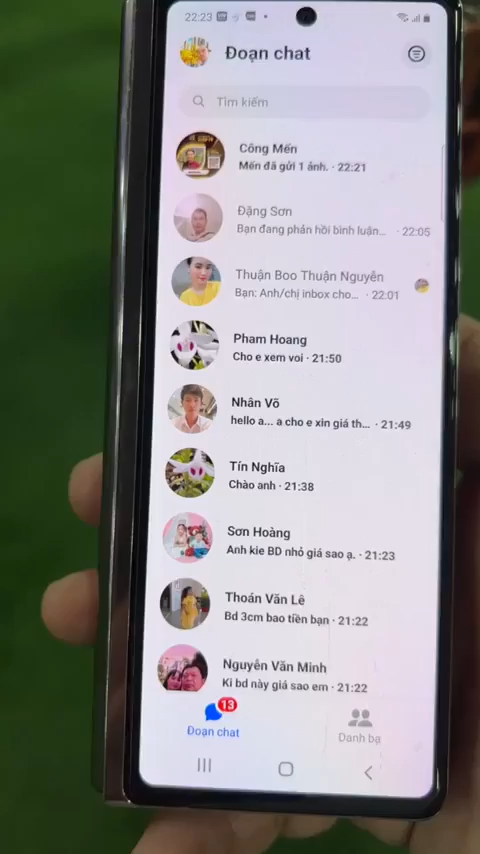 22:23
Đoạn chat
Tìm kiếm
Công Mến
Mến đã gửi 1 ảnh. · 22:21
Đặng Sơn
Bạn đang phản hồi bình luận... · 22:05
Thuận Boo Thuận Nguyên
Bạn: Anh/chị inbox cho... · 22:01
Pham Hoang
Cho e xem voi · 21:50
Nhân Võ
hello a... a cho e xin giá th... · 21:49
Tín Nghĩa
Chào anh · 21:38
Sơn Hoàng
Anh kie BD nhỏ giá sao ạ. · 21:23
Thoán Văn Lê
Bd 3cm bao tiền bạn · 21:22
Nguyễn Văn Minh
Ki bd này giá sao em · 21:22
13
Đoạn chat
Danh bạ